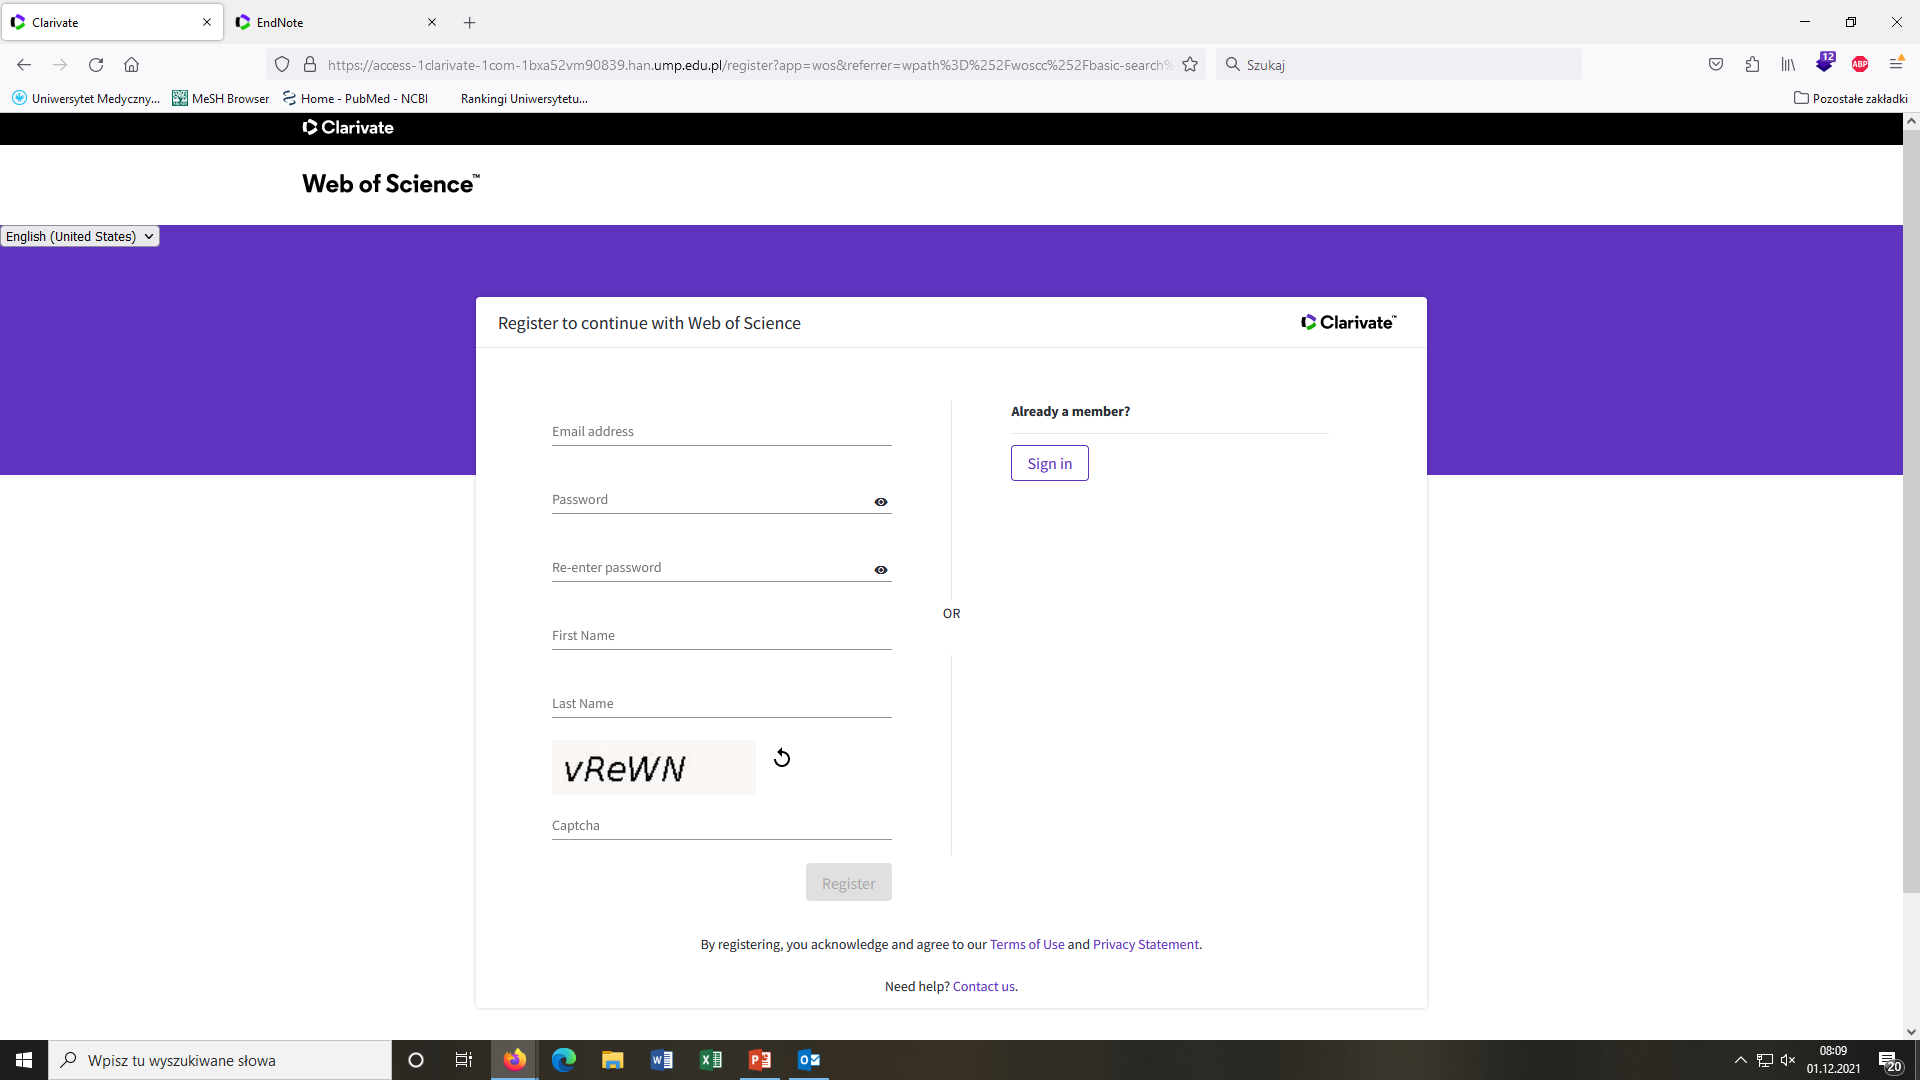 Clarivate
EndNote
https://access-1clarivate-1com-1bxa52vm90839.han.ump.edu.pl/register?app=wos&referrer=wpath%3D%252Fwoscc%252Fbasic-search%
Szukaj
12
ABP
Uniwersytet Medyczny...
MeSH Browser
Home - PubMed - NCBI
Rankingi Uniwersytetu...
Pozostałe zakładki
Clarivate
Web of Science™
English (United States)
Register to continue with Web of Science
Clarivate™
Email address
Already a member?
Sign in
Password
Re-enter password
OR
First Name
Last Name
vReWN
Captcha
Register
By registering, you acknowledge and agree to our Terms of Use and Privacy Statement.
Need help? Contact us.
Wpisz tu wyszukiwane słowa
08:09
01.12.2021
20